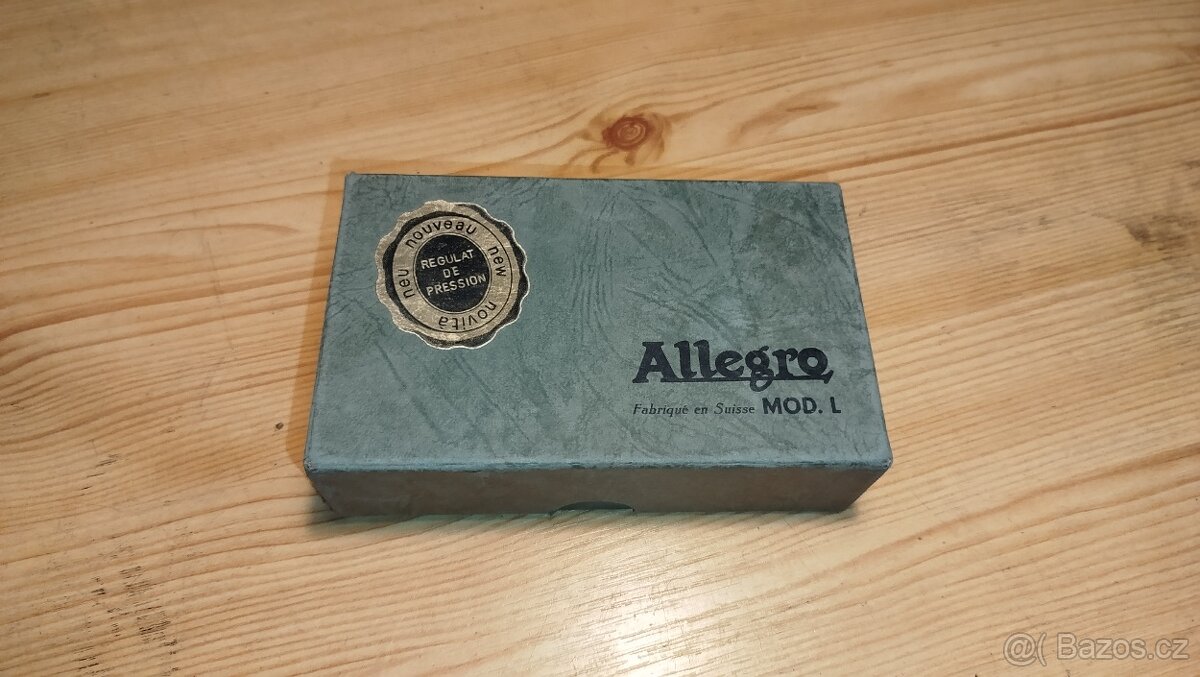 neu nouveau new novità
REGULAT
DE
PRESSION
Allegro
Fabriqué en Suisse MOD. L
@( Bazos.cz